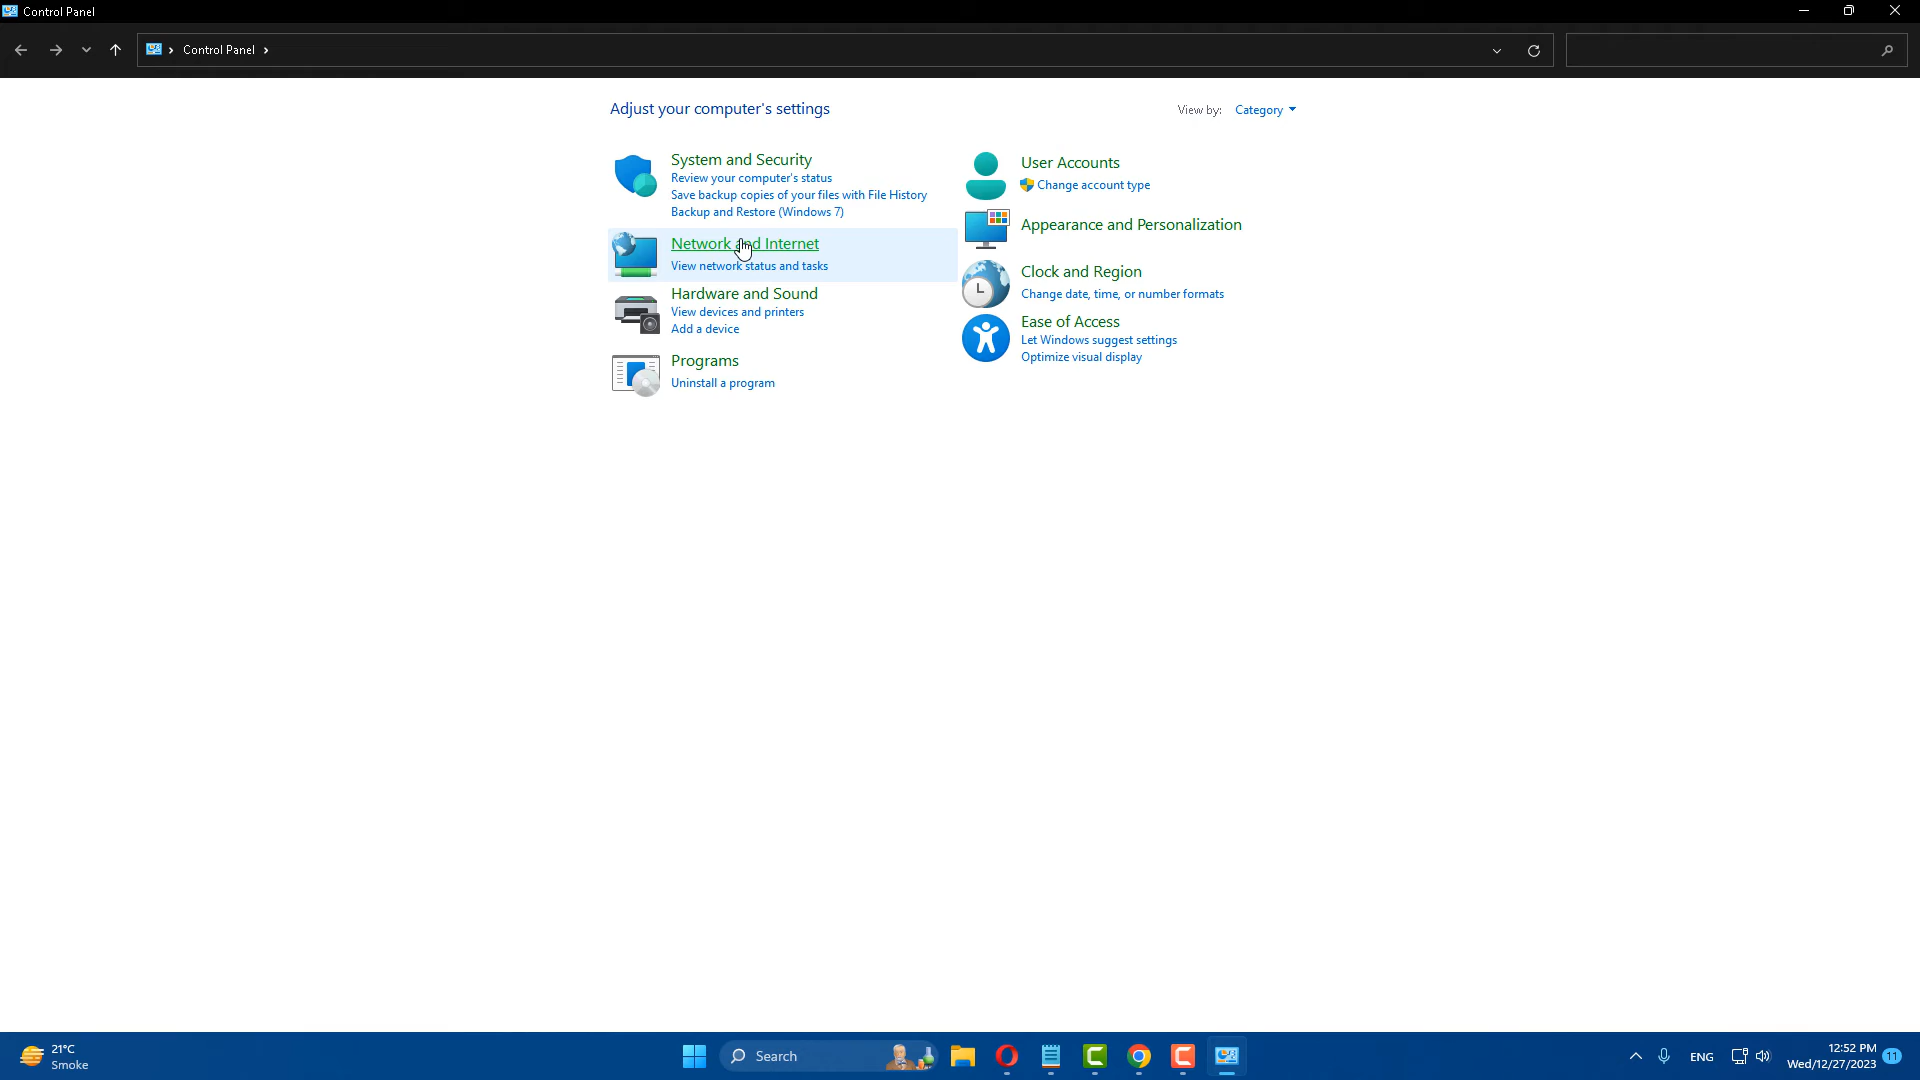 Control Panel
Control Panel
Adjust your computer's settings
View by: Category
System and Security
Review your computer's status
Save backup copies of your files with File History
Backup and Restore (Windows 7)
Network and Internet
View network status and tasks
Hardware and Sound
View devices and printers
Add a device
Programs
Uninstall a program
User Accounts
Change account type
Appearance and Personalization
Clock and Region
Change date, time, or number formats
Ease of Access
Let Windows suggest settings
Optimize visual display
21°C
Smoke
Search
ENG
12:52 PM
Wed/12/27/2023
11